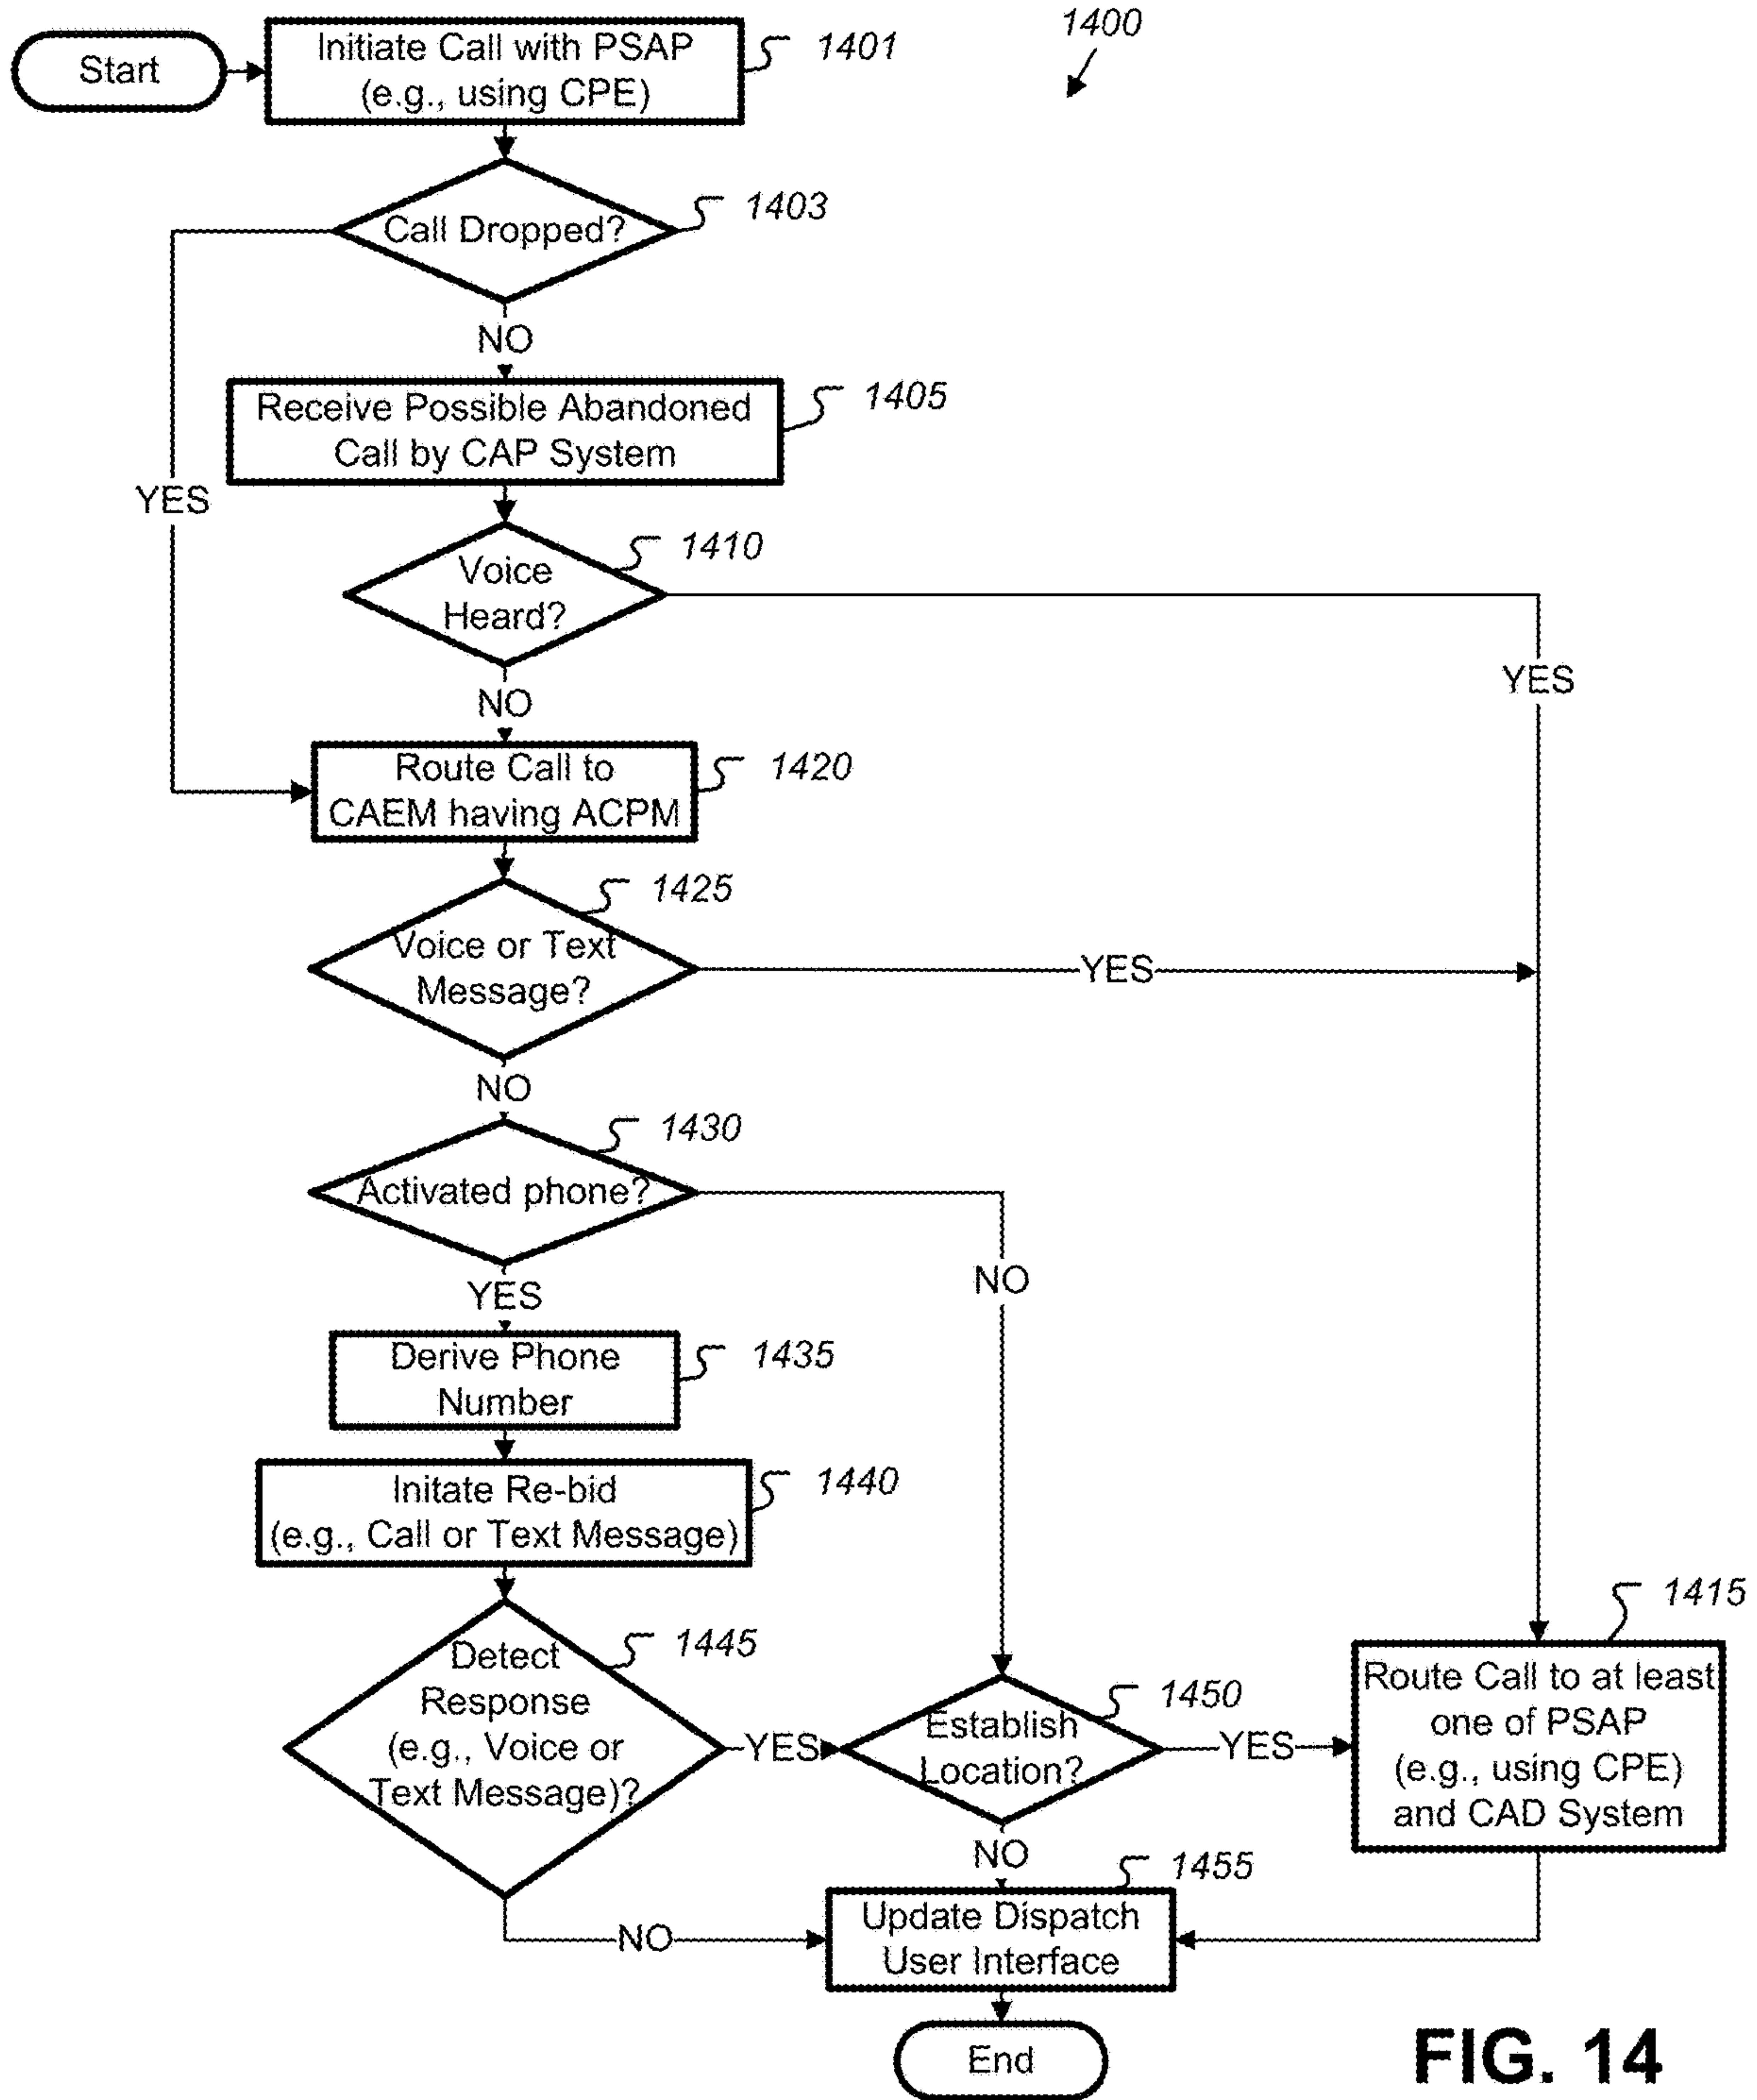 1400
Start
Initiate Call with PSAP
(e.g., using CPE)
1401
Call Dropped?
1403
YES
NO
Receive Possible Abandoned
Call by CAP System
1405
Voice
Heard?
1410
YES
NO
Route Call to
CAEM having ACPM
1420
Voice or Text
Message?
1425
YES
NO
Activated phone?
1430
NO
YES
Derive Phone
Number
1435
Initate Re-bid
(e.g., Call or Text Message)
1440
Detect
Response
(e.g., Voice or
Text Message)?
1445
YES
NO
Establish
Location?
1450
YES
NO
Route Call to at least
one of PSAP
(e.g., using CPE)
and CAD System
1415
Update Dispatch
User Interface
1455
End
FIG. 14